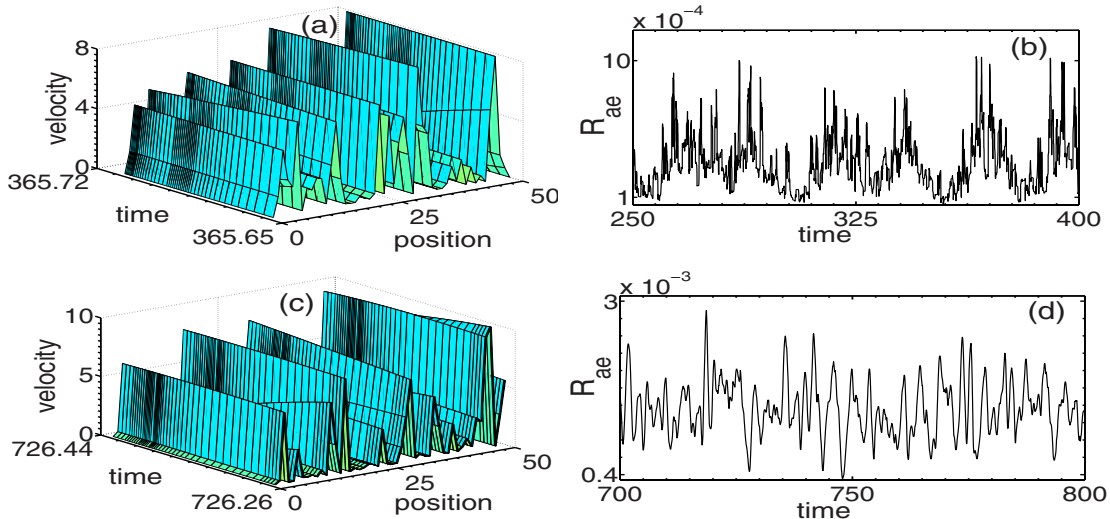 (a)
8
4
0
velocity
365.72
time
365.65
0
25
50
position
x 10⁻⁴
(b)
10
1
R_ae
250
325
400
time
(c)
10
5
0
velocity
726.44
time
726.26
0
25
50
position
x 10⁻³
(d)
3
0.4
R_ae
700
750
800
time